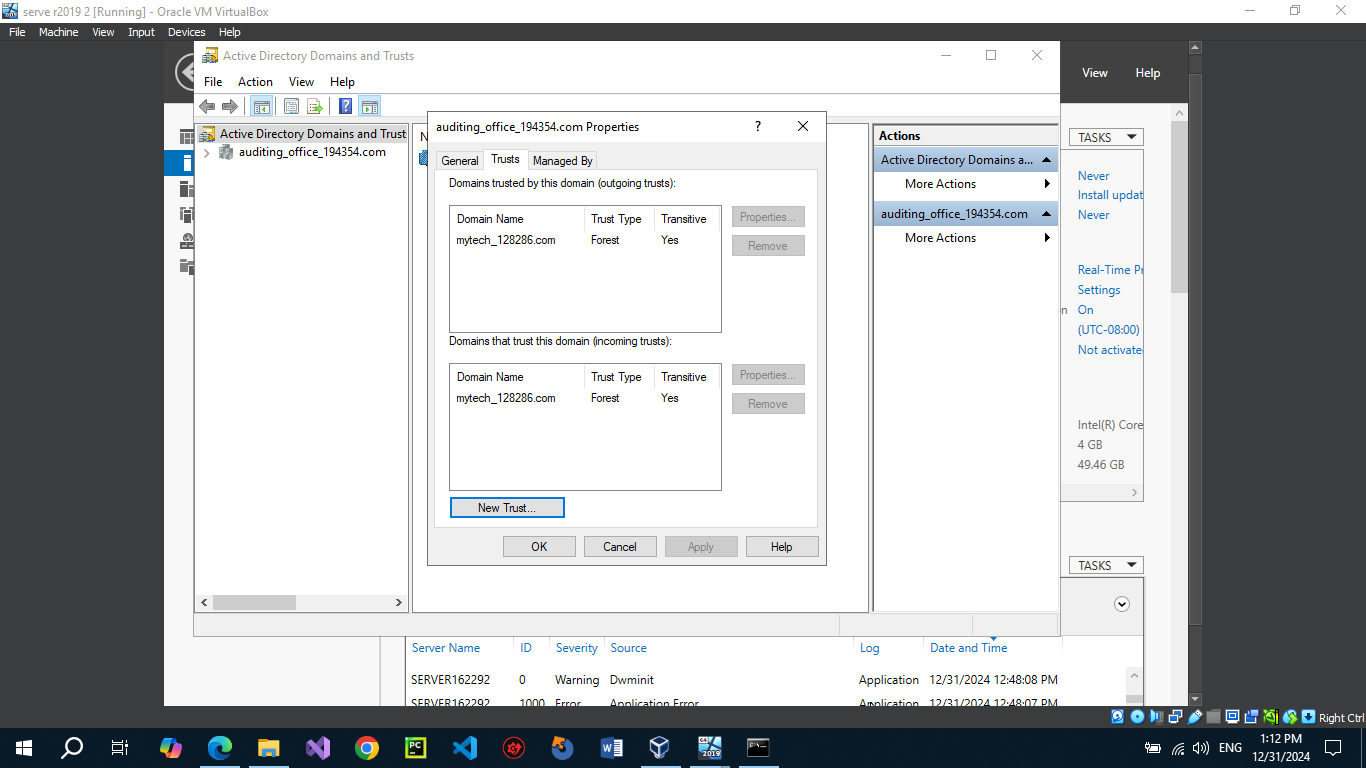 serve r2019 2 [Running] - Oracle VM VirtualBox
File Machine View Input Devices Help
Active Directory Domains and Trusts
View Help
File Action View Help
Active Directory Domains and Trust
auditing_office_194354.com
N
auditing_office_194354.com Properties
?
General Trusts Managed By
Domains trusted by this domain (outgoing trusts):
Domain Name Trust Type Transitive
mytech_128286.com Forest Yes
Properties...
Remove
Domains that trust this domain (incoming trusts):
Domain Name Trust Type Transitive
mytech_128286.com Forest Yes
Properties...
Remove
New Trust...
OK Cancel Apply Help
Actions
Active Directory Domains a...
More Actions
auditing_office_194354.com
More Actions
TASKS
Never
Install updat
Never
Real-Time Pr
Settings
n On
(UTC-08:00)
Not activate
Intel(R) Core
4 GB
49.46 GB
TASKS
Server Name ID Severity Source Log Date and Time
SERVER162292 0 Warning Dwminit Application 12/31/2024 12:48:08 PM
SERVER162292 1000 Error Application Error Application 12/31/2024 12:48:07 PM
Right Ctrl
ENG
1:12 PM
12/31/2024